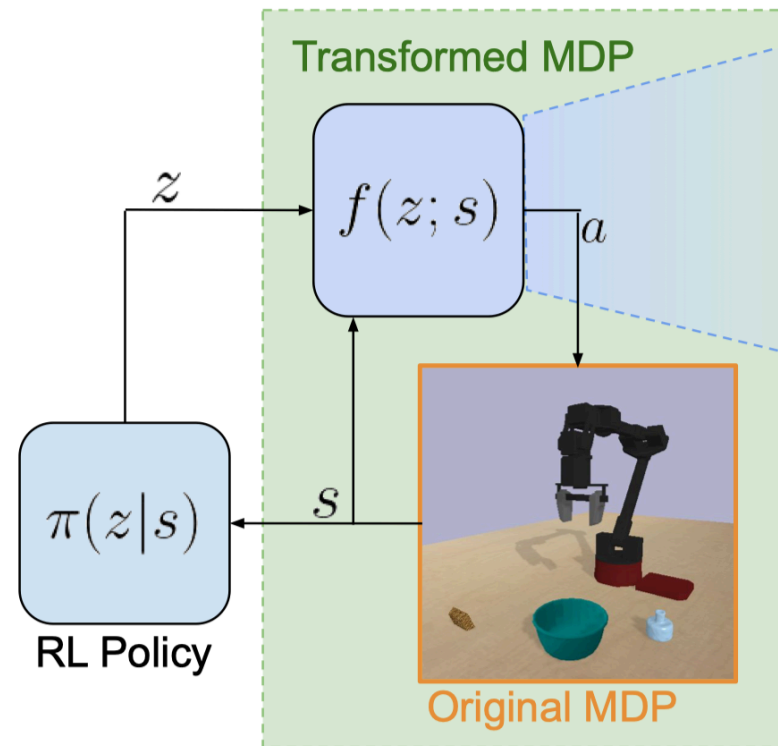 Transformed MDP
z
f(z; s)
a
π(z|s)
s
RL Policy
Original MDP